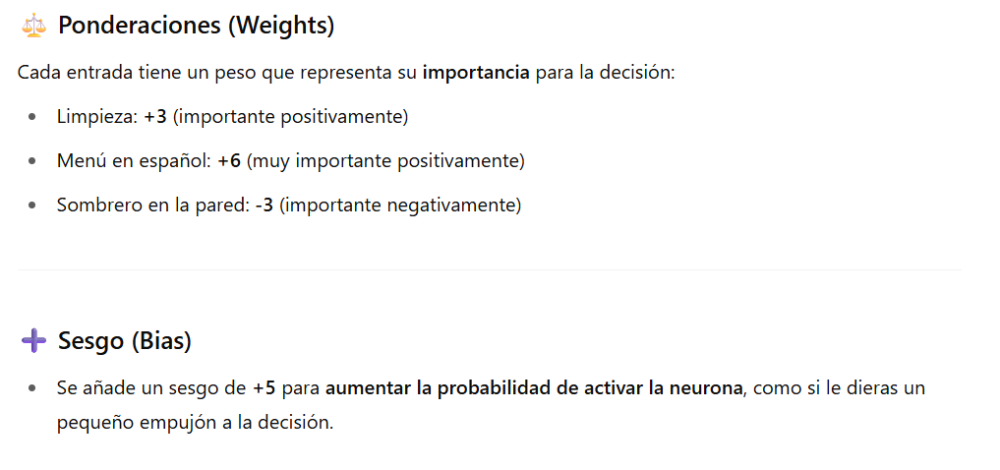 ⚖️ Ponderaciones (Weights)
Cada entrada tiene un peso que representa su importancia para la decisión:
• Limpieza: +3 (importante positivamente)
• Menú en español: +6 (muy importante positivamente)
• Sombrero en la pared: -3 (importante negativamente)
➕ Sesgo (Bias)
• Se añade un sesgo de +5 para aumentar la probabilidad de activar la neurona, como si le dieras un
pequeño empujón a la decisión.